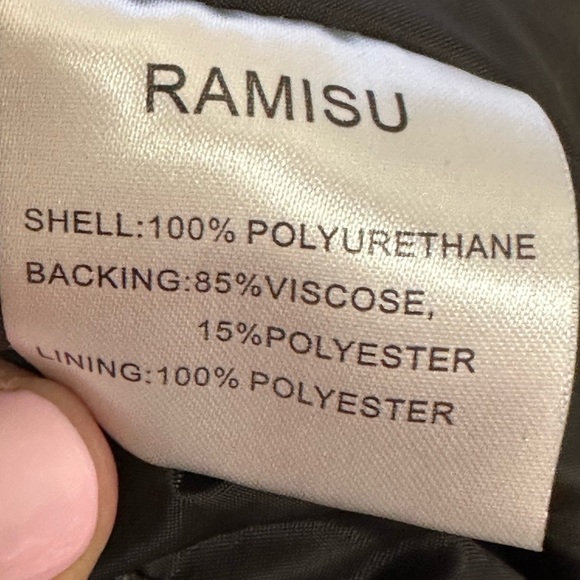 RAMISU
SHELL:100% POLYURETHANE
BACKING:85%VISCOSE,
15%POLYESTER
LINING:100% POLYESTER